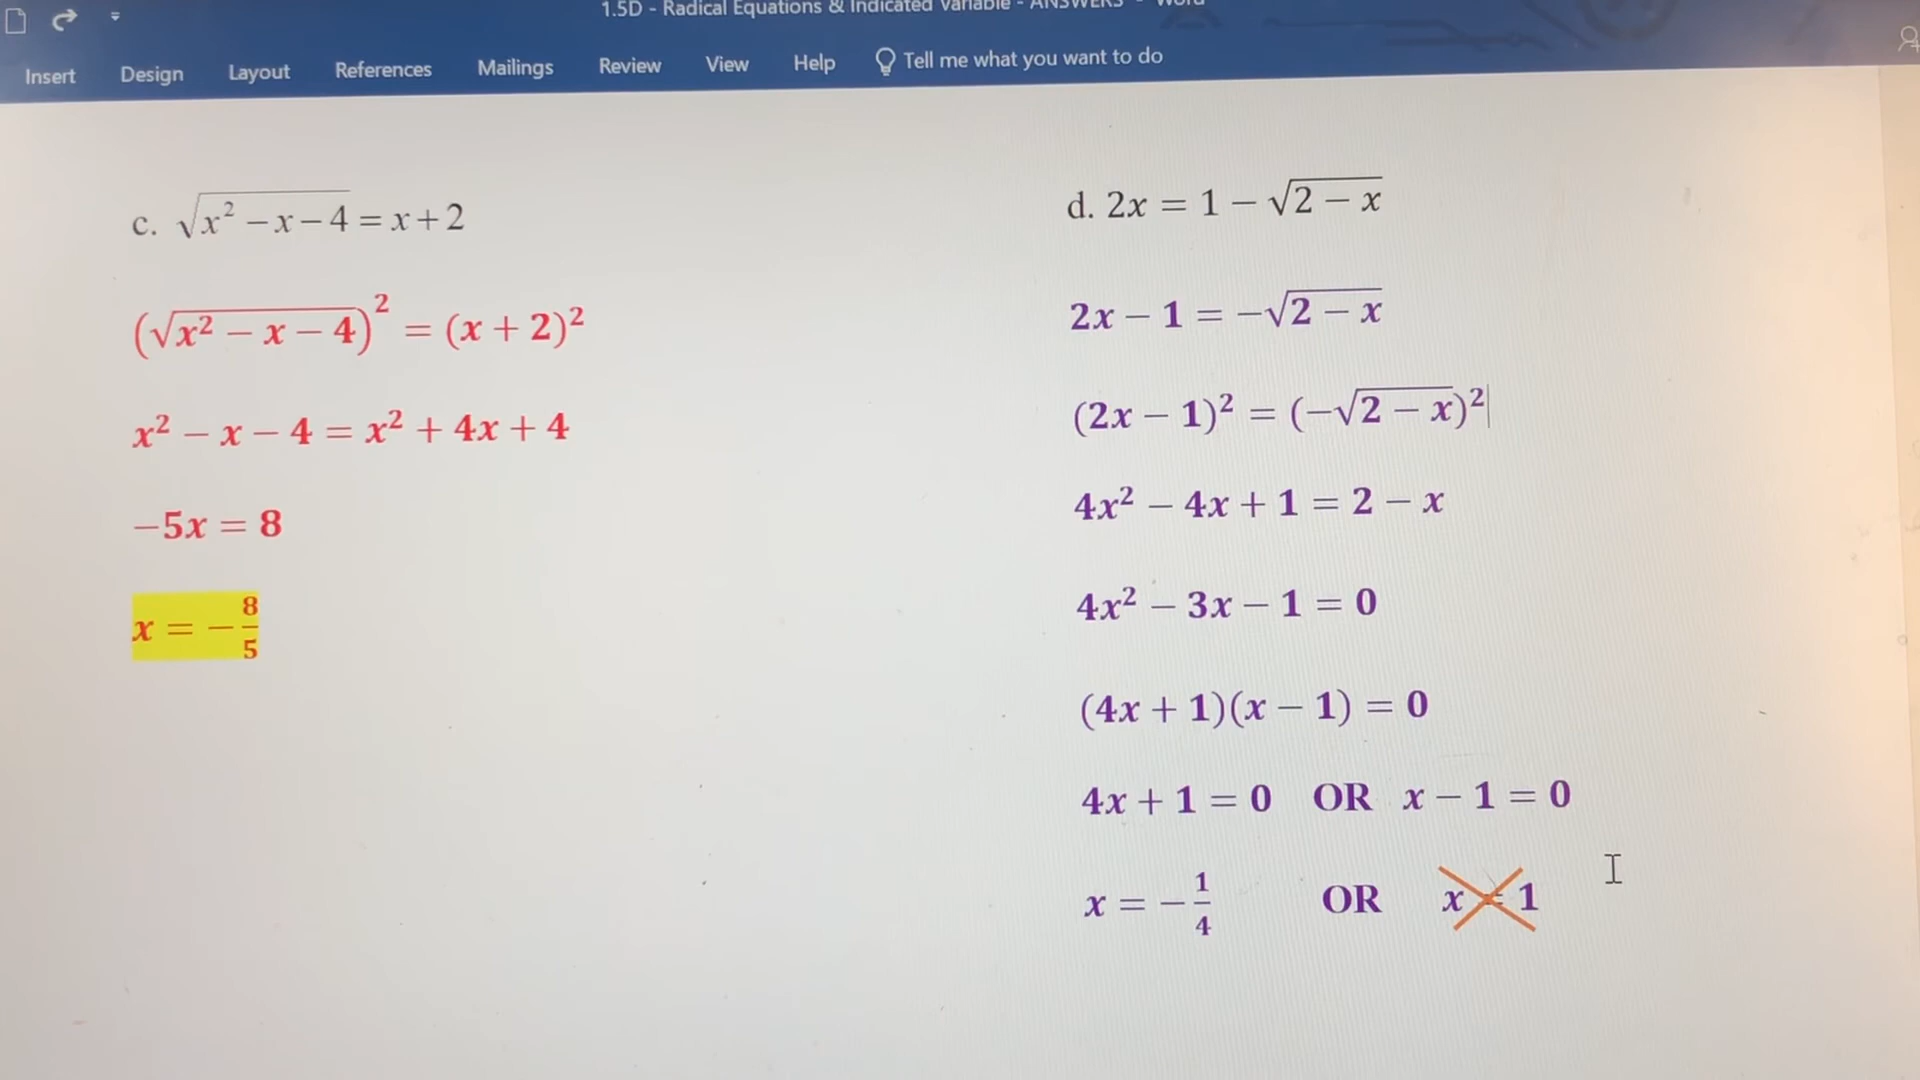 1.5D - Radical Equations & Indicated Variable - ANSWERS - Word
Insert Design Layout References Mailings Review View Help Tell me what you want to do
c. √(x² − x − 4) = x + 2
(√(x² − x − 4))² = (x + 2)²
x² − x − 4 = x² + 4x + 4
−5x = 8
x = −8/5
d. 2x = 1 − √(2 − x)
2x − 1 = −√(2 − x)
(2x − 1)² = (−√(2 − x))²
4x² − 4x + 1 = 2 − x
4x² − 3x − 1 = 0
(4x + 1)(x − 1) = 0
4x + 1 = 0 OR x − 1 = 0
x = −1/4 OR x = 1